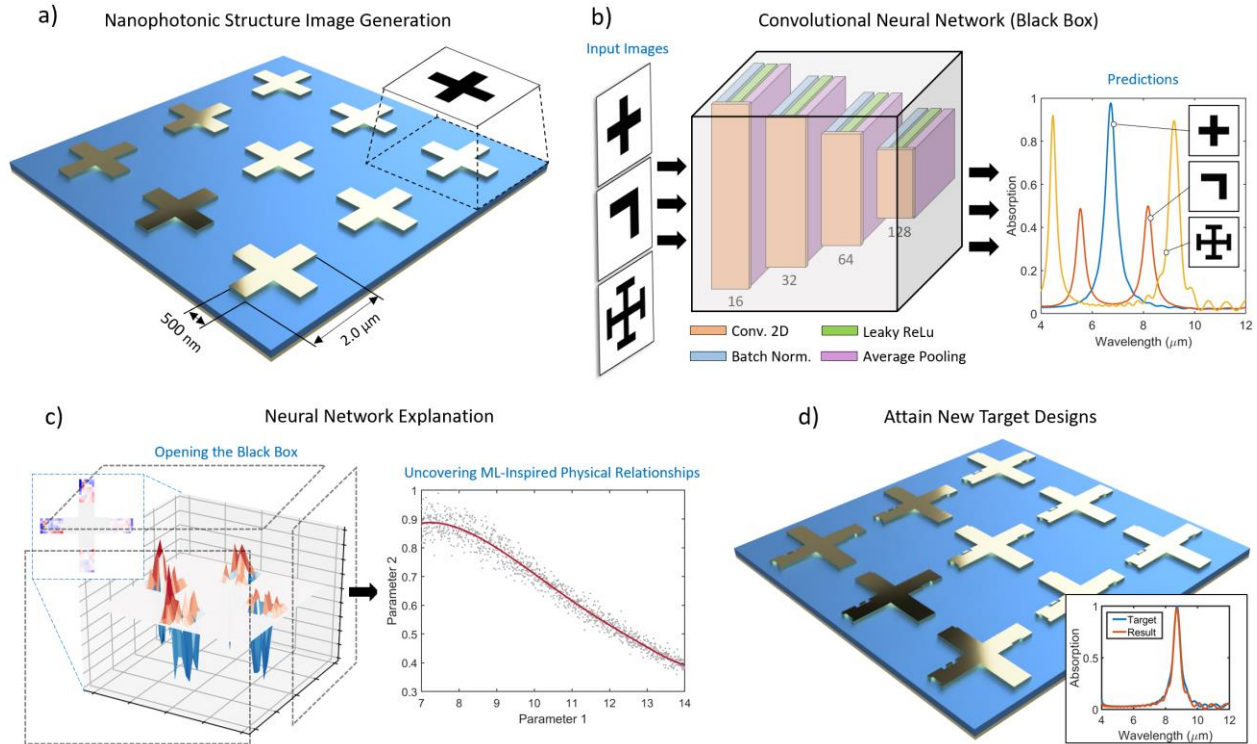 a)
Nanophotonic Structure Image Generation
500 nm
2.0 μm
b)
Convolutional Neural Network (Black Box)
Input Images
16
32
64
128
Conv. 2D
Leaky ReLu
Batch Norm.
Average Pooling
Predictions
Absorption
1
0.8
0.6
0.4
0.2
0
4
6
8
10
12
Wavelength (μm)
c)
Neural Network Explanation
Opening the Black Box
Uncovering ML-Inspired Physical Relationships
Parameter 2
1
0.9
0.8
0.7
0.6
0.5
0.4
0.3
7
8
9
10
11
12
13
14
Parameter 1
d)
Attain New Target Designs
Target
Result
Absorption
1
0.5
0
4
6
8
10
12
Wavelength (μm)